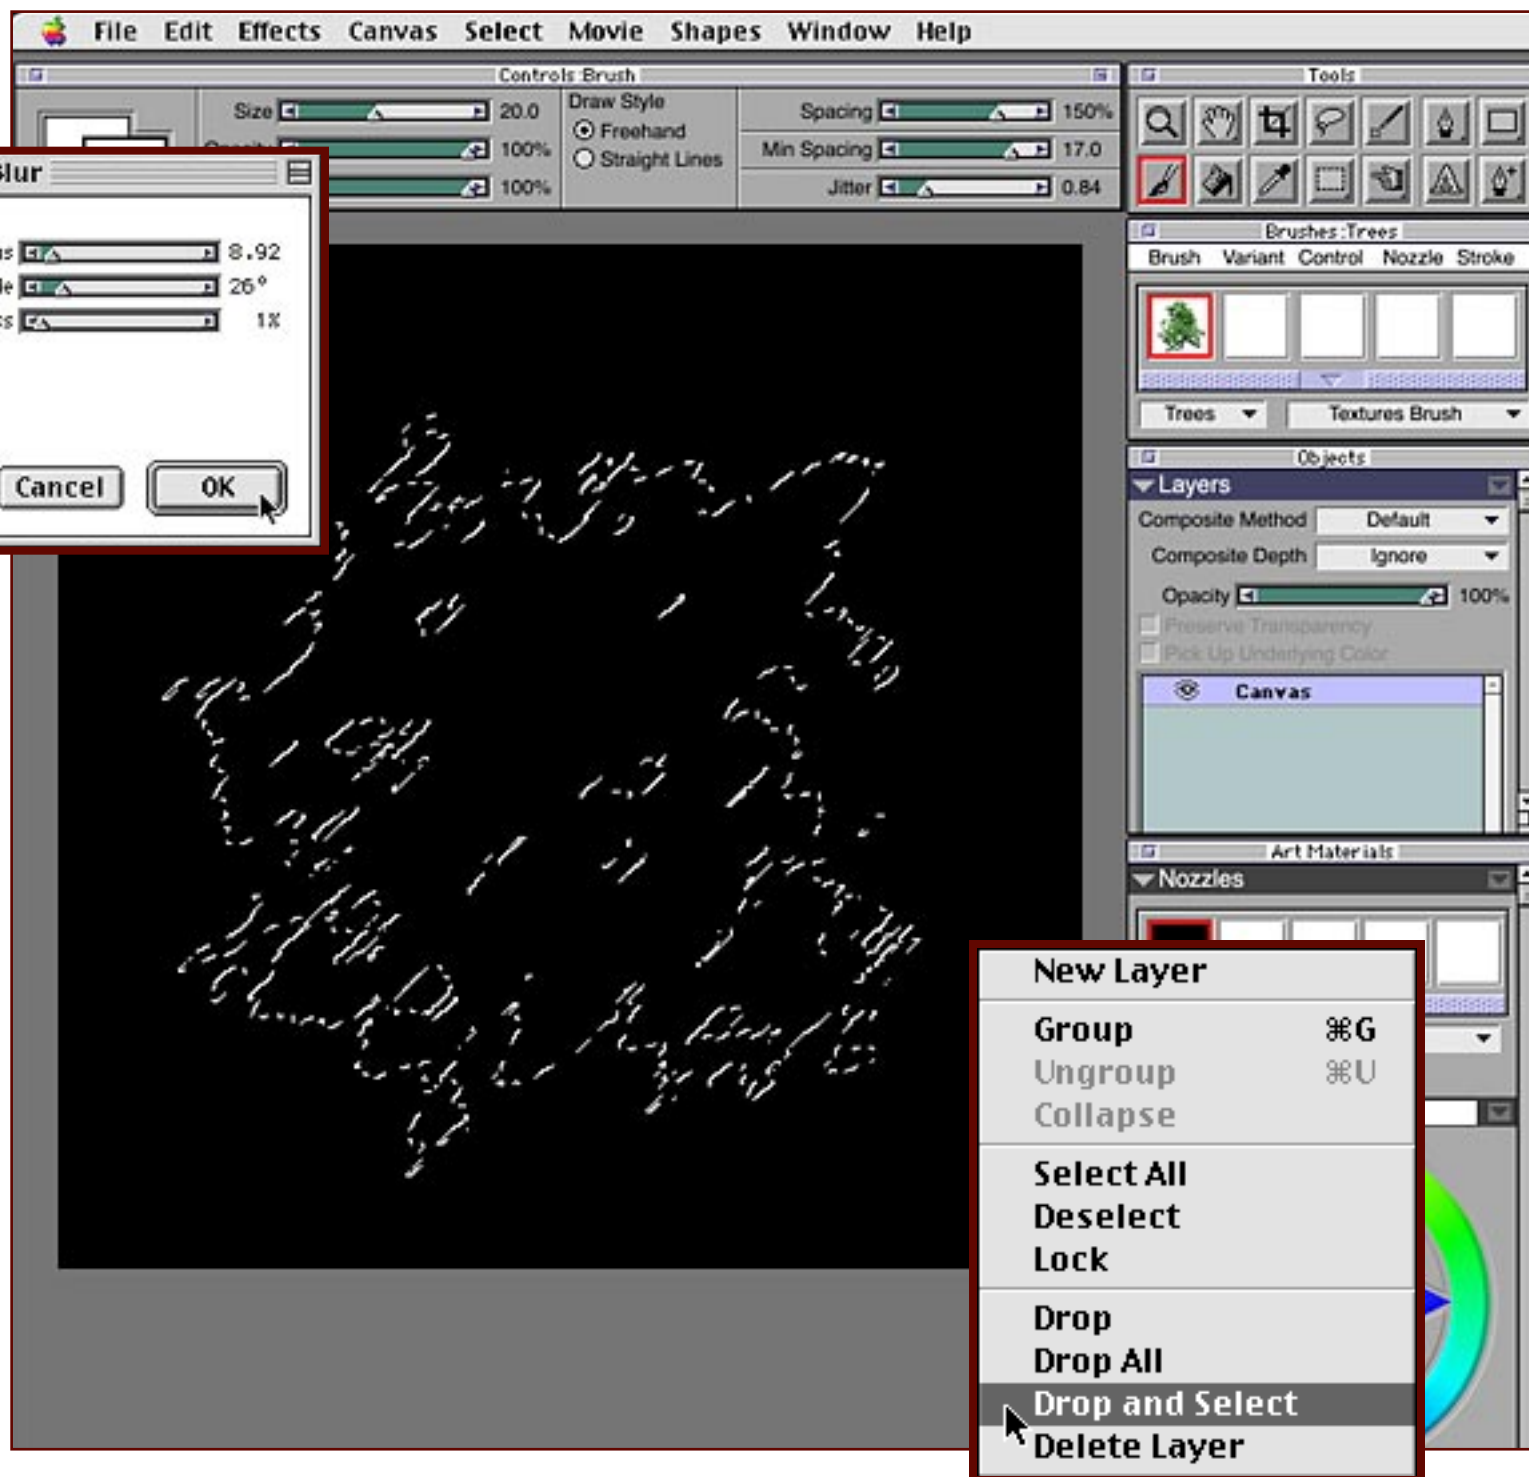 File Edit Effects Canvas Select Movie Shapes Window Help
Controls:Brush
Size 20.0
100%
100%
Draw Style
Freehand
Straight Lines
Spacing 150%
Min Spacing 17.0
Jitter 0.84
Tools
lur
8.92
26°
1%
Cancel OK
Brushes:Trees
Brush Variant Control Nozzle Stroke
Trees Textures Brush
Objects
Layers
Composite Method Default
Composite Depth Ignore
Opacity 100%
Preserve Transparency
Pick Up Underlying Color
Canvas
Art Materials
Nozzles
New Layer
Group ⌘G
Ungroup ⌘U
Collapse
Select All
Deselect
Lock
Drop
Drop All
Drop and Select
Delete Layer